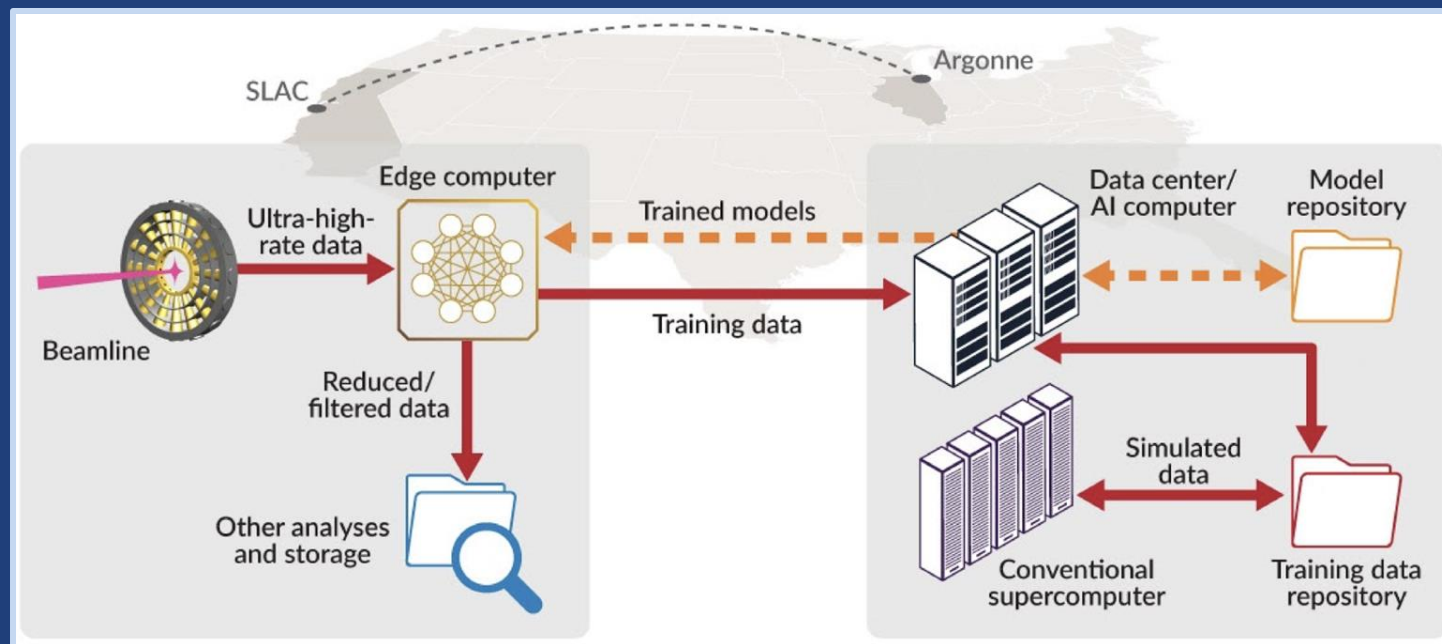 SLAC
Argonne
Edge computer
Ultra-high-
rate data
Beamline
Reduced/
filtered data
Other analyses
and storage
Trained models
Training data
Data center/
AI computer
Model
repository
Simulated
data
Conventional
supercomputer
Training data
repository